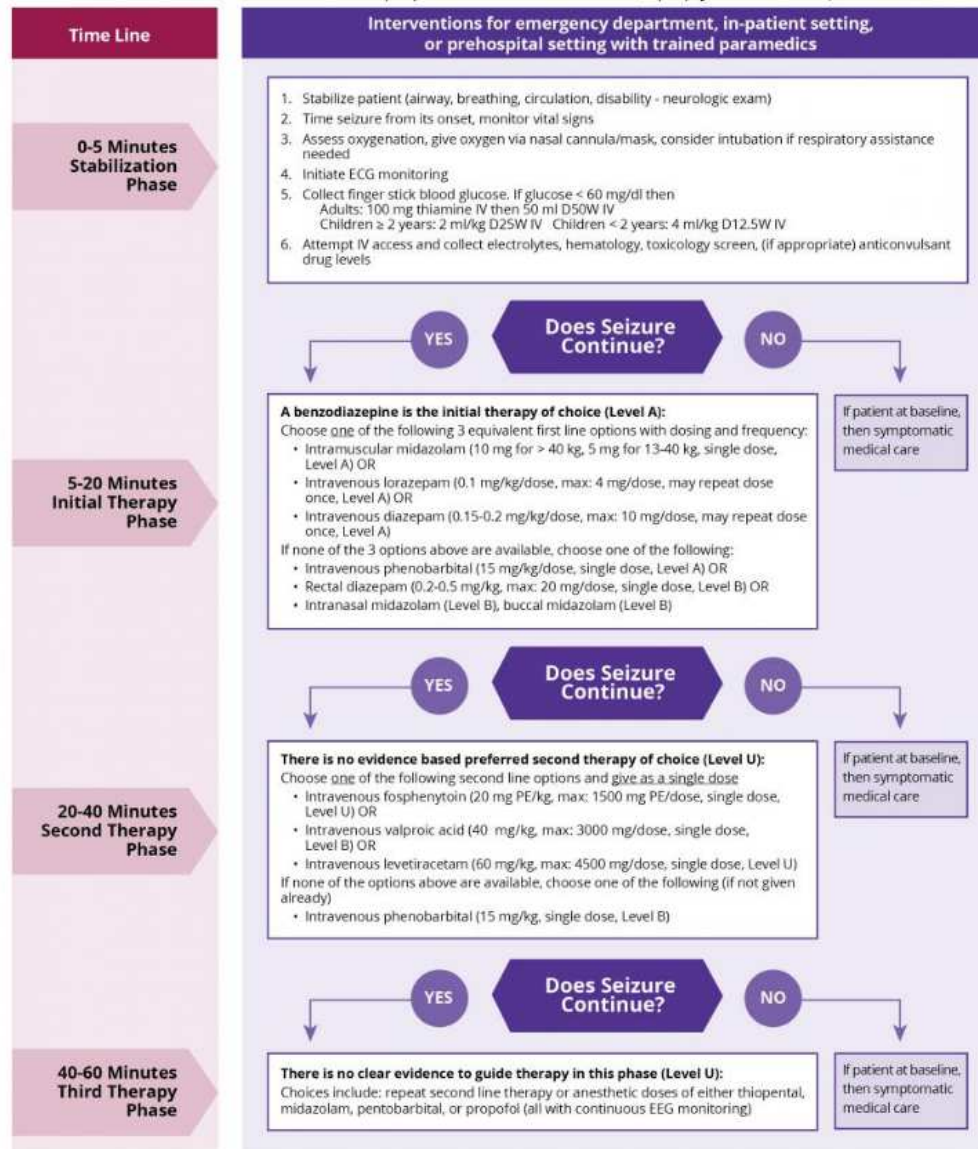 Time Line
Interventions for emergency department, in-patient setting,
or prehospital setting with trained paramedics
0-5 Minutes
Stabilization
Phase
1. Stabilize patient (airway, breathing, circulation, disability - neurologic exam)
2. Time seizure from its onset, monitor vital signs
3. Assess oxygenation, give oxygen via nasal cannula/mask, consider intubation if respiratory assistance
needed
4. Initiate ECG monitoring
5. Collect finger stick blood glucose. If glucose < 60 mg/dl then
Adults: 100 mg thiamine IV then 50 ml D50W IV
Children ≥ 2 years: 2 ml/kg D25W IV Children < 2 years: 4 ml/kg D12.5W IV
6. Attempt IV access and collect electrolytes, hematology, toxicology screen, (if appropriate) anticonvulsant
drug levels
YES
Does Seizure
Continue?
NO
5-20 Minutes
Initial Therapy
Phase
A benzodiazepine is the initial therapy of choice (Level A):
Choose one of the following 3 equivalent first line options with dosing and frequency:
• Intramuscular midazolam (10 mg for > 40 kg, 5 mg for 13-40 kg, single dose,
Level A) OR
• Intravenous lorazepam (0.1 mg/kg/dose, max: 4 mg/dose, may repeat dose
once, Level A) OR
• Intravenous diazepam (0.15-0.2 mg/kg/dose, max: 10 mg/dose, may repeat dose
once, Level A)
If none of the 3 options above are available, choose one of the following:
• Intravenous phenobarbital (15 mg/kg/dose, single dose, Level A) OR
• Rectal diazepam (0.2-0.5 mg/kg, max: 20 mg/dose, single dose, Level B) OR
• Intranasal midazolam (Level B), buccal midazolam (Level B)
If patient at baseline,
then symptomatic
medical care
YES
Does Seizure
Continue?
NO
20-40 Minutes
Second Therapy
Phase
There is no evidence based preferred second therapy of choice (Level U):
Choose one of the following second line options and give as a single dose
• Intravenous fosphenytoin (20 mg PE/kg, max: 1500 mg PE/dose, single dose,
Level U) OR
• Intravenous valproic acid (40 mg/kg, max: 3000 mg/dose, single dose,
Level B) OR
• Intravenous levetiracetam (60 mg/kg, max: 4500 mg/dose, single dose, Level U)
If none of the options above are available, choose one of the following (if not given
already)
• Intravenous phenobarbital (15 mg/kg, single dose, Level B)
If patient at baseline,
then symptomatic
medical care
YES
Does Seizure
Continue?
NO
40-60 Minutes
Third Therapy
Phase
There is no clear evidence to guide therapy in this phase (Level U):
Choices include: repeat second line therapy or anesthetic doses of either thiopental,
midazolam, pentobarbital, or propofol (all with continuous EEG monitoring)
If patient at baseline,
then symptomatic
medical care